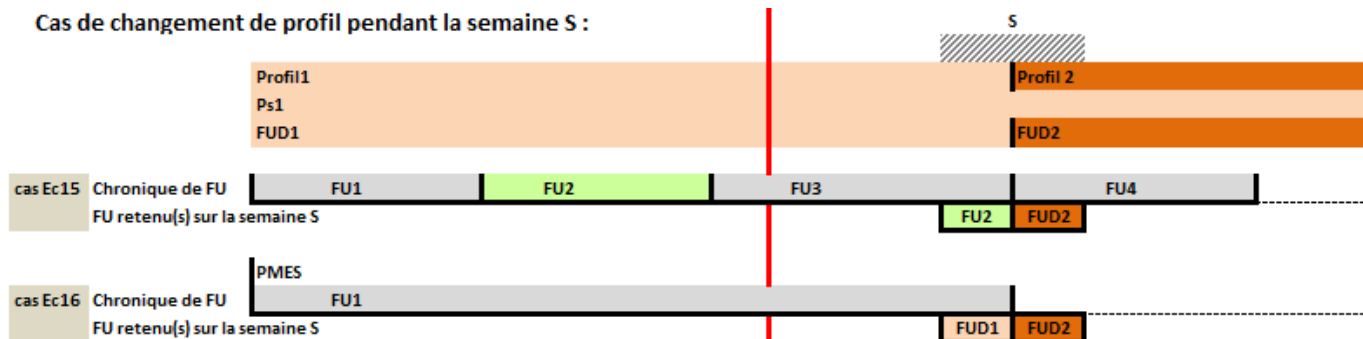 Cas de changement de profil pendant la semaine S :
S
Profil1 Profil 2
Ps1
FUD1 FUD2
cas Ec15 Chronique de FU FU1 FU2 FU3 FU4
FU retenu(s) sur la semaine S FU2 FUD2
PMES
cas Ec16 Chronique de FU FU1
FU retenu(s) sur la semaine S FUD1 FUD2